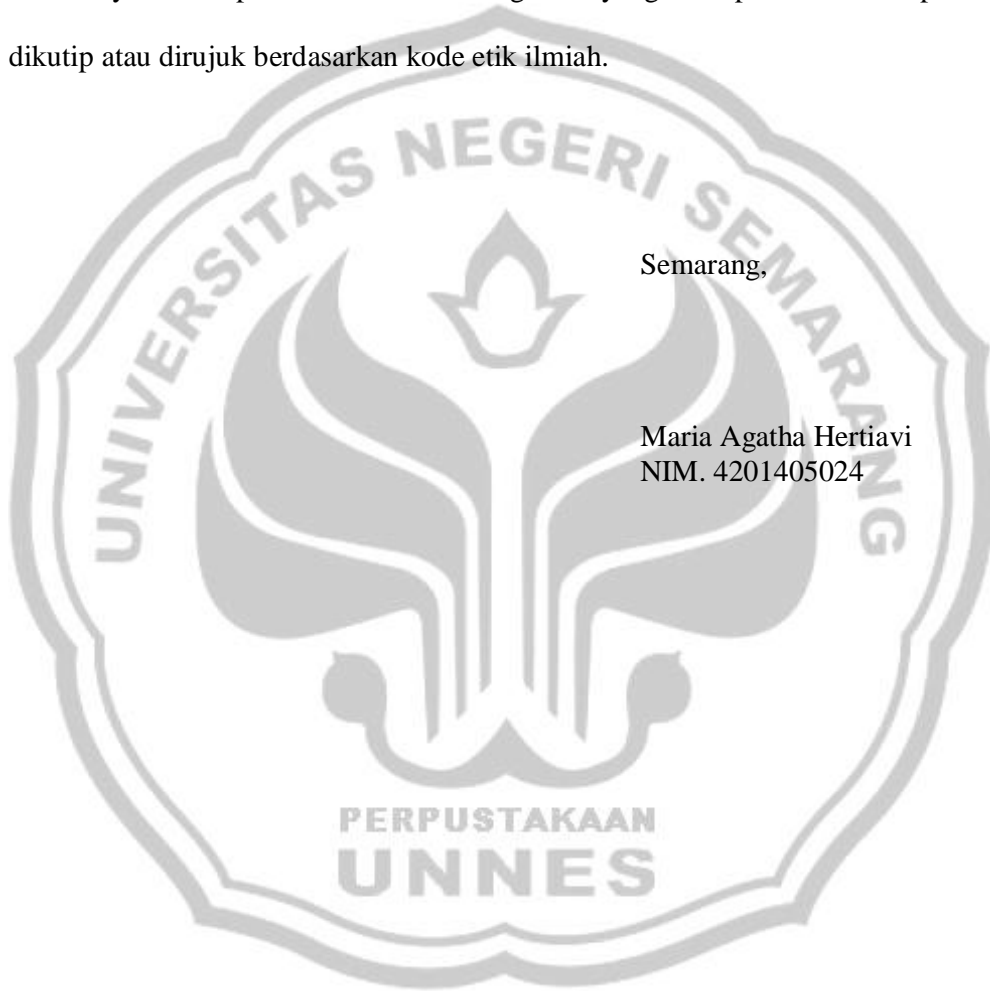 dikutip atau dirujuk berdasarkan kode etik ilmiah.
UNIVERSITAS NEGERI SEMARANG
Semarang,
Maria Agatha Hertiavi
NIM. 4201405024
PERPUSTAKAAN
UNNES